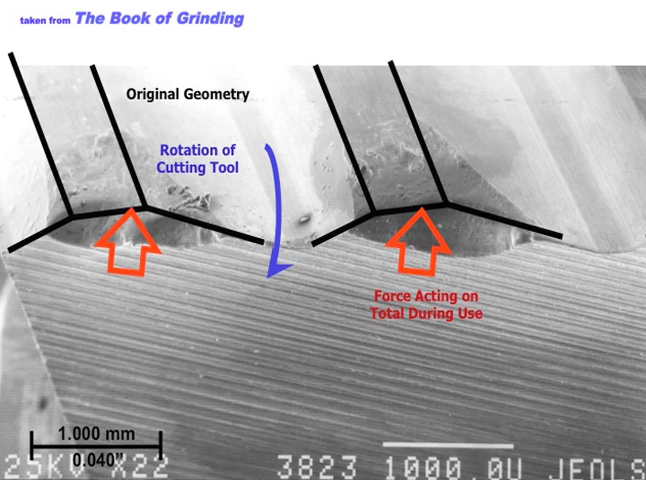 taken from The Book of Grinding
Original Geometry
Rotation of
Cutting Tool
Force Acting on
Total During Use
1.000 mm
0.040"
25KV X22 3823 1000.0U JEOLS